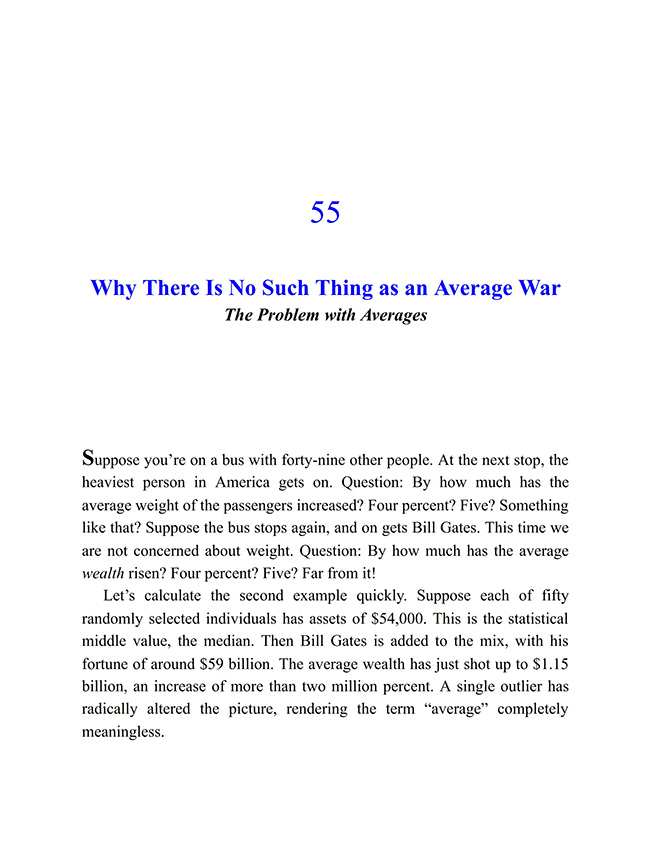 55
Why There Is No Such Thing as an Average War
The Problem with Averages
Suppose you’re on a bus with forty-nine other people. At the next stop, the
heaviest person in America gets on. Question: By how much has the
average weight of the passengers increased? Four percent? Five? Something
like that? Suppose the bus stops again, and on gets Bill Gates. This time we
are not concerned about weight. Question: By how much has the average
wealth risen? Four percent? Five? Far from it!
Let’s calculate the second example quickly. Suppose each of fifty
randomly selected individuals has assets of $54,000. This is the statistical
middle value, the median. Then Bill Gates is added to the mix, with his
fortune of around $59 billion. The average wealth has just shot up to $1.15
billion, an increase of more than two million percent. A single outlier has
radically altered the picture, rendering the term “average” completely
meaningless.